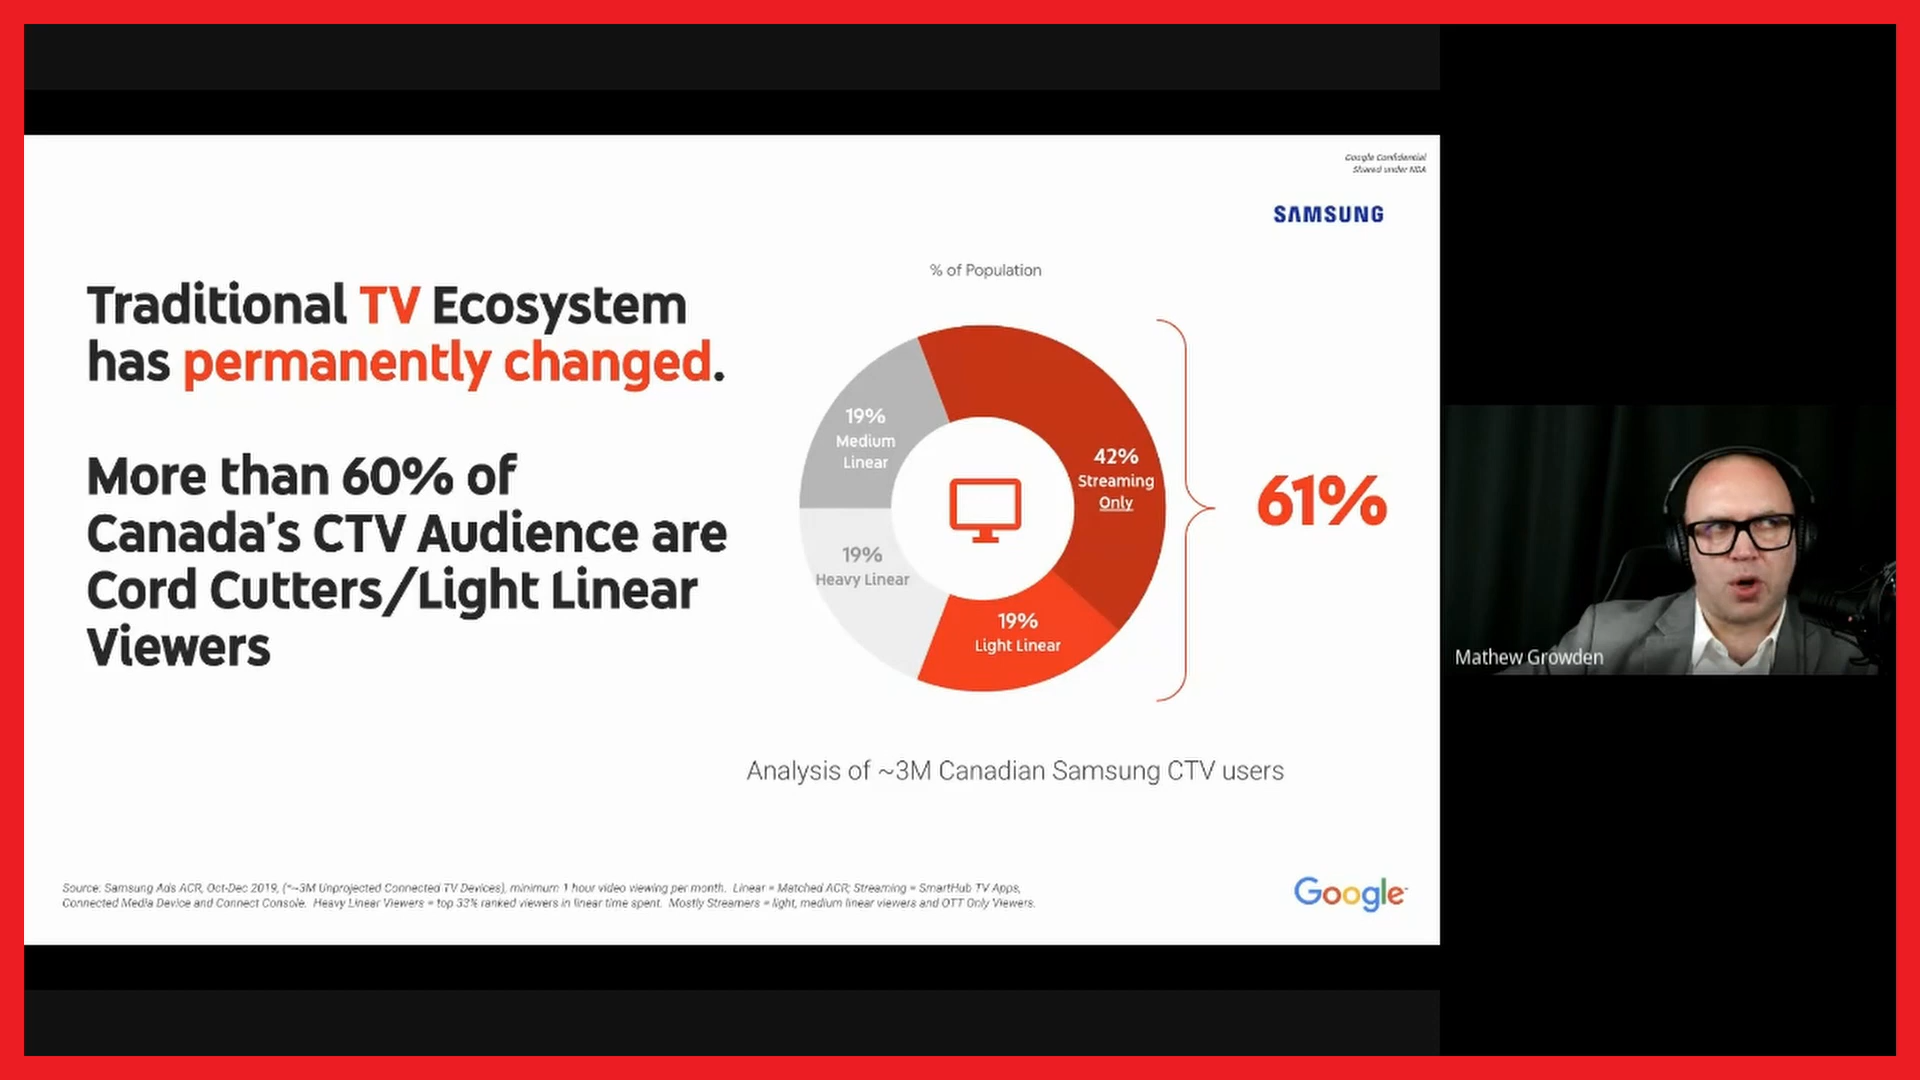 Google Confidential
Shared under NDA
SAMSUNG
Traditional TV Ecosystem
has permanently changed.
More than 60% of
Canada's CTV Audience are
Cord Cutters/Light Linear
Viewers
% of Population
19%
Medium
Linear
42%
Streaming
Only
19%
Heavy Linear
19%
Light Linear
61%
Analysis of ~3M Canadian Samsung CTV users
Source: Samsung Ads ACR, Oct-Dec 2019, (*~3M Unprojected Connected TV Devices), minimum 1 hour video viewing per month. Linear = Matched ACR; Streaming = SmartHub TV Apps,
Connected Media Device and Connect Console. Heavy Linear Viewers = top 33% ranked viewers in linear time spent. Mostly Streamers = light, medium linear viewers and OTT Only Viewers.
Google
Mathew Growden